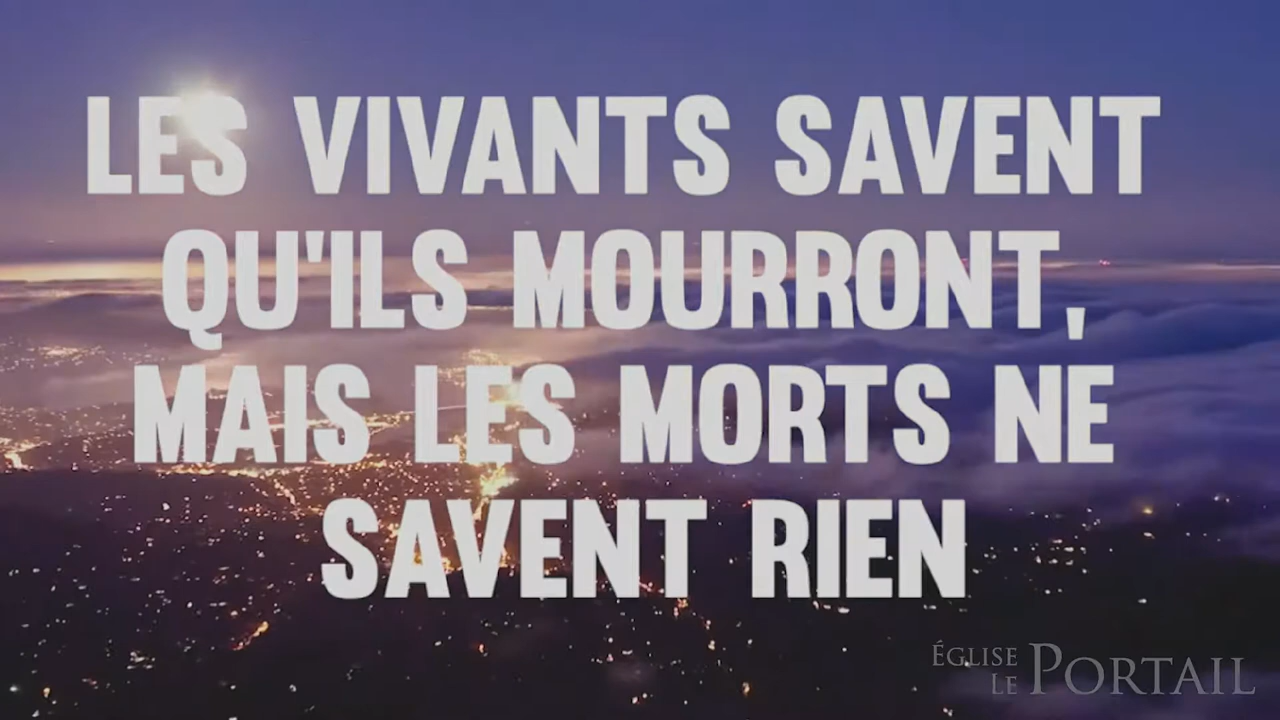 LES VIVANTS SAVENT
QU'ILS MOURRONT,
MAIS LES MORTS NE
SAVENT RIEN
ÉGLISE
LE PORTAIL